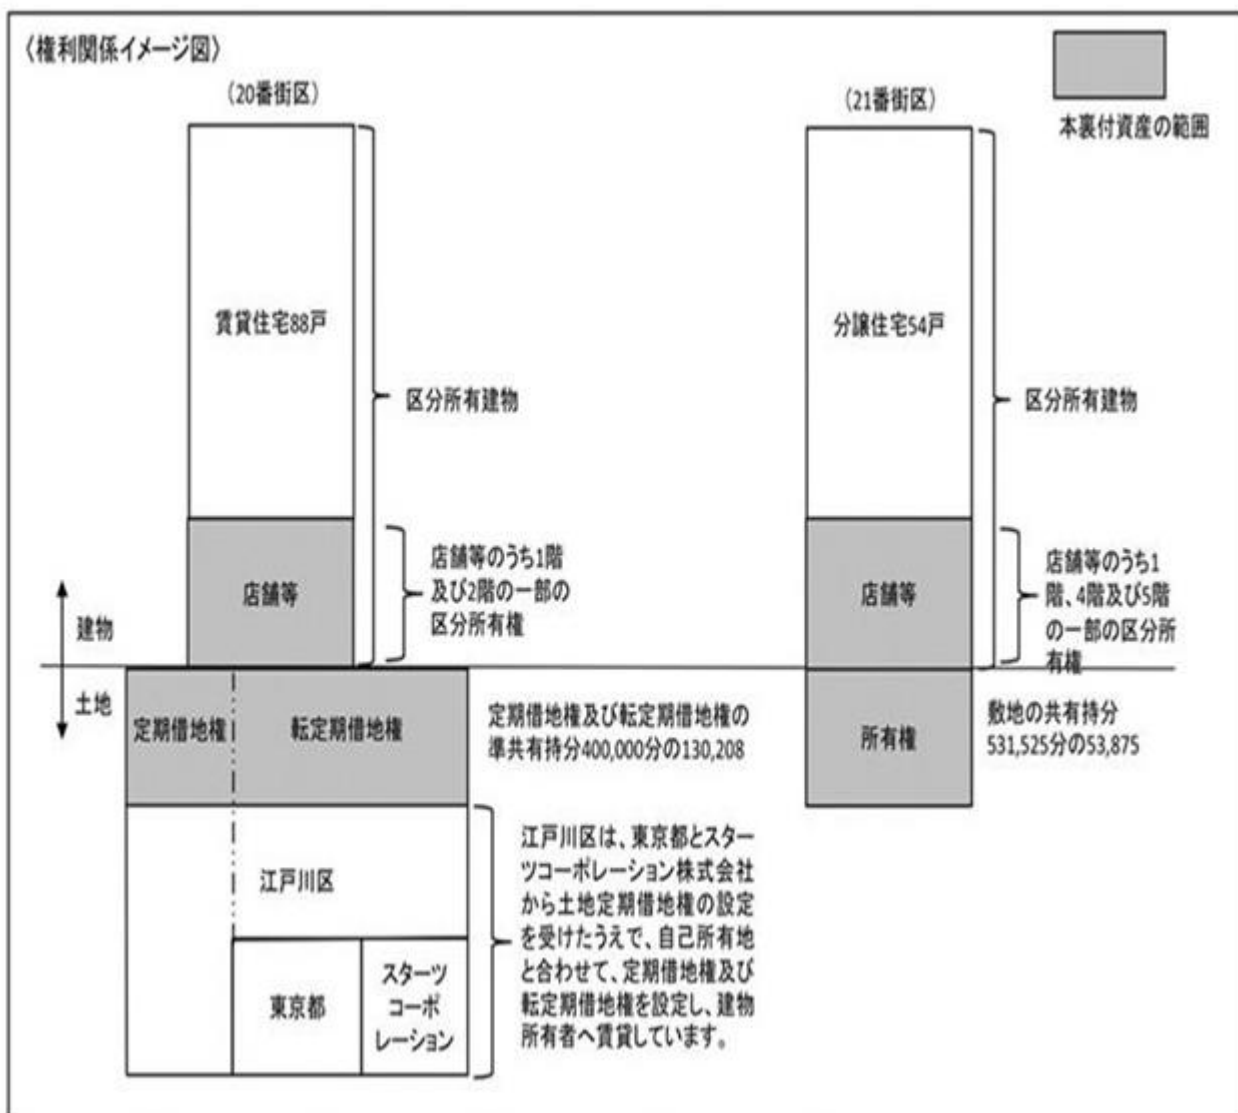 〈権利関係イメージ図〉
本裏付資産の範囲
（20番街区）
賃貸住宅88戸
区分所有建物
店舗等
店舗等のうち1階
及び2階の一部の
区分所有権
（21番街区）
分譲住宅54戸
区分所有建物
店舗等
店舗等のうち1
階、4階及び5階
の一部の区分所
有権
建物
土地
定期借地権
転定期借地権
定期借地権及び転定期借地権の
準共有持分400,000分の130,208
所有権
敷地の共有持分
531,525分の53,875
江戸川区
東京都
スターツ
コーポ
レーション
江戸川区は、東京都とスター
ツコーポレーション株式会社
から土地定期借地権の設定
を受けたうえで、自己所有地
と合わせて、定期借地権及び
転定期借地権を設定し、建物
所有者へ賃貸しています。